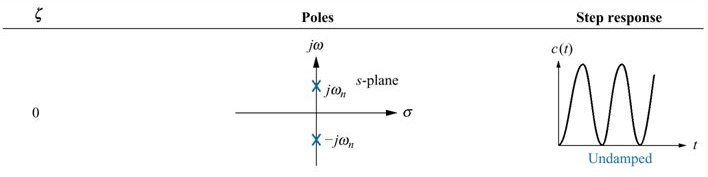 ζ Poles Step response
jω
c(t)
s-plane
jωₙ
0
σ
−jωₙ
t
Undamped